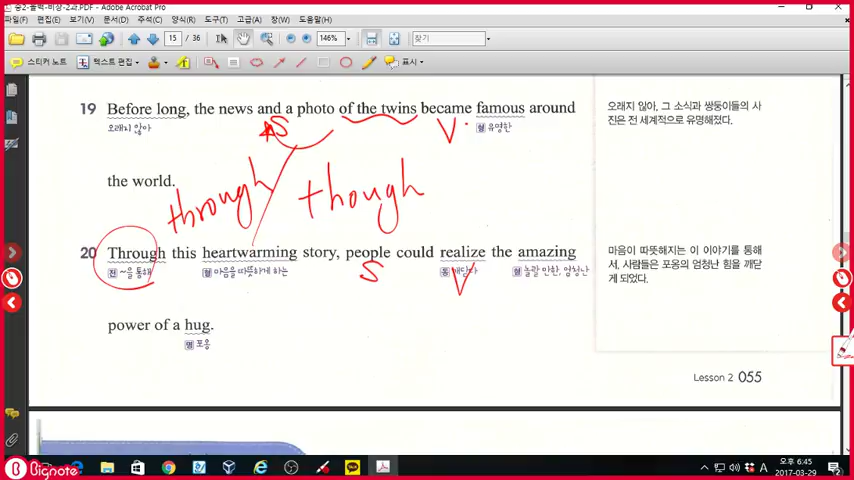 중2-불박-비상-2과.PDF - Adobe Acrobat Pro
파일(F) 편집(E) 보기(V) 문서(D) 주석(C) 양식(R) 도구(T) 고급(A) 창(W) 도움말(H)
15 / 36 146% 찾기
스티커 노트 텍스트 편집 표시
19 Before long, the news and a photo of the twins became famous around
오래지 않아 형 유명한
S V
the world.
through though
20 Through this heartwarming story, people could realize the amazing
전 ~을 통해 형 마음을 따뜻하게 하는 동 깨닫다 형 놀랄 만한, 엄청난
S V
power of a hug.
명 포옹
오래지 않아, 그 소식과 쌍둥이들의 사
진은 전 세계적으로 유명해졌다.
마음이 따뜻해지는 이 이야기를 통해
서, 사람들은 포옹의 엄청난 힘을 깨닫
게 되었다.
Lesson 2 055
Bignote
A 오후 6:45
2017-03-29